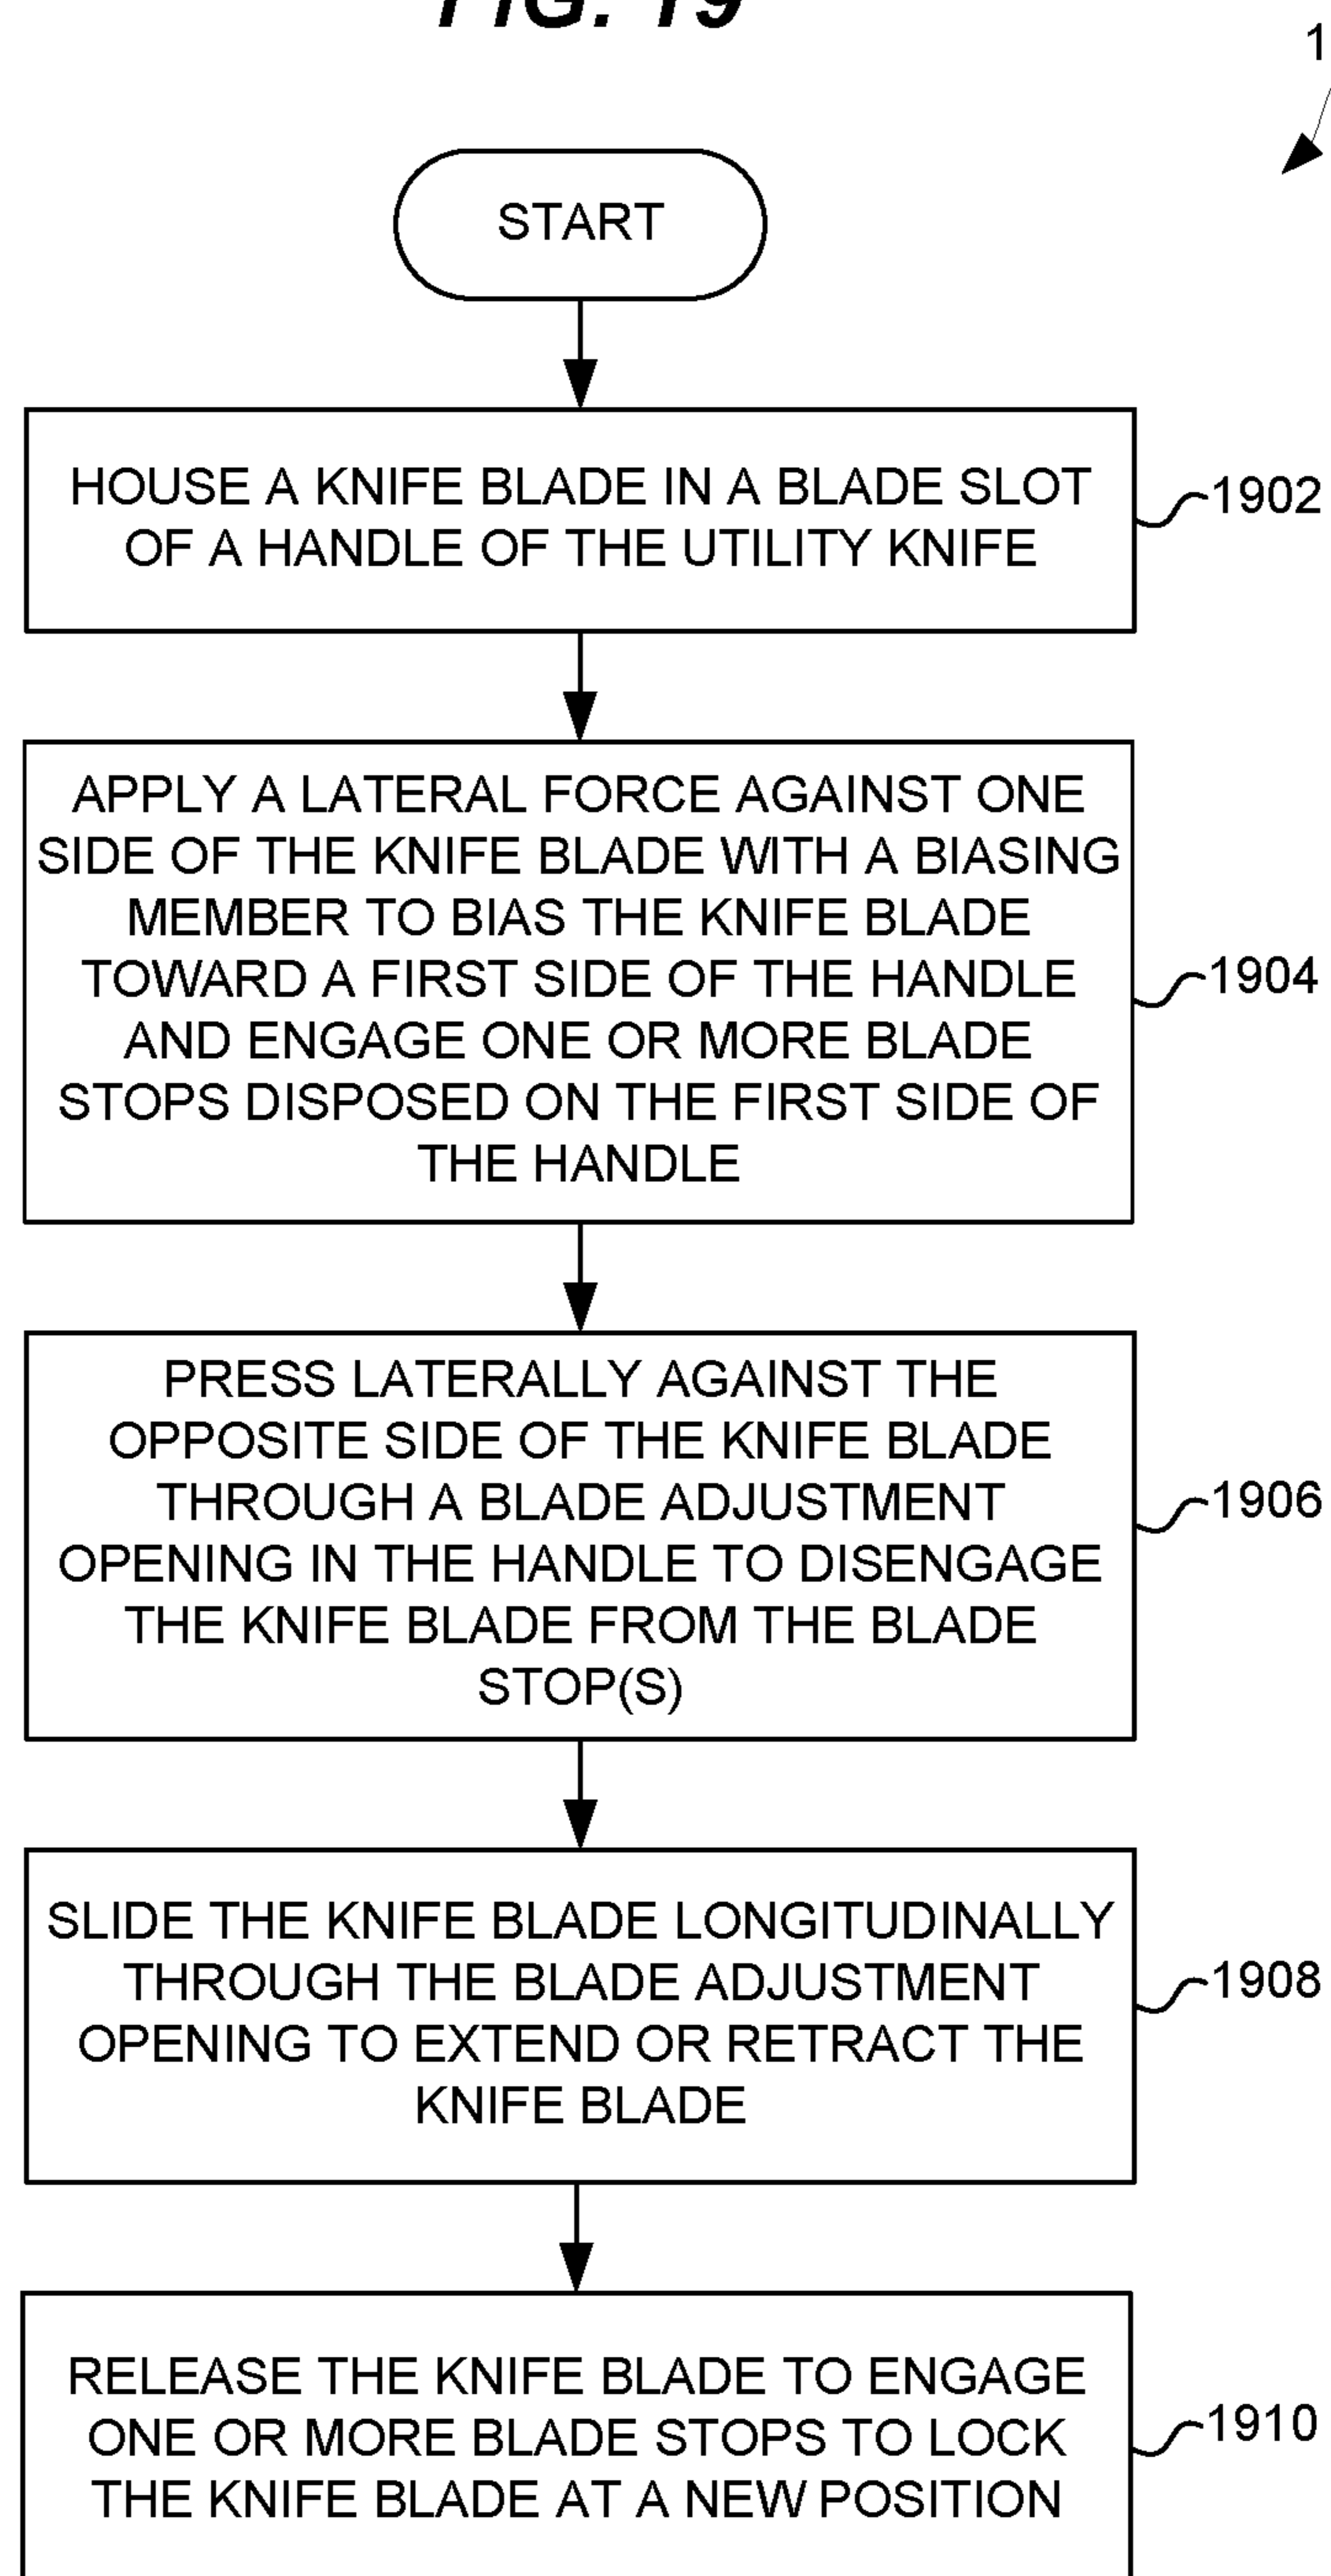 FIG. 19
1
START
HOUSE A KNIFE BLADE IN A BLADE SLOT
OF A HANDLE OF THE UTILITY KNIFE
1902
APPLY A LATERAL FORCE AGAINST ONE
SIDE OF THE KNIFE BLADE WITH A BIASING
MEMBER TO BIAS THE KNIFE BLADE
TOWARD A FIRST SIDE OF THE HANDLE
AND ENGAGE ONE OR MORE BLADE
STOPS DISPOSED ON THE FIRST SIDE OF
THE HANDLE
1904
PRESS LATERALLY AGAINST THE
OPPOSITE SIDE OF THE KNIFE BLADE
THROUGH A BLADE ADJUSTMENT
OPENING IN THE HANDLE TO DISENGAGE
THE KNIFE BLADE FROM THE BLADE
STOP(S)
1906
SLIDE THE KNIFE BLADE LONGITUDINALLY
THROUGH THE BLADE ADJUSTMENT
OPENING TO EXTEND OR RETRACT THE
KNIFE BLADE
1908
RELEASE THE KNIFE BLADE TO ENGAGE
ONE OR MORE BLADE STOPS TO LOCK
THE KNIFE BLADE AT A NEW POSITION
1910